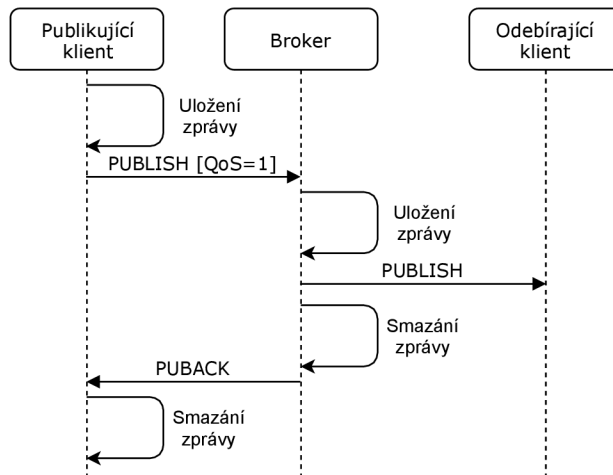 Publikující
klient
Broker
Odebírající
klient
Uložení
zprávy
PUBLISH [QoS=1]
Uložení
zprávy
PUBLISH
Smazání
zprávy
PUBACK
Smazání
zprávy